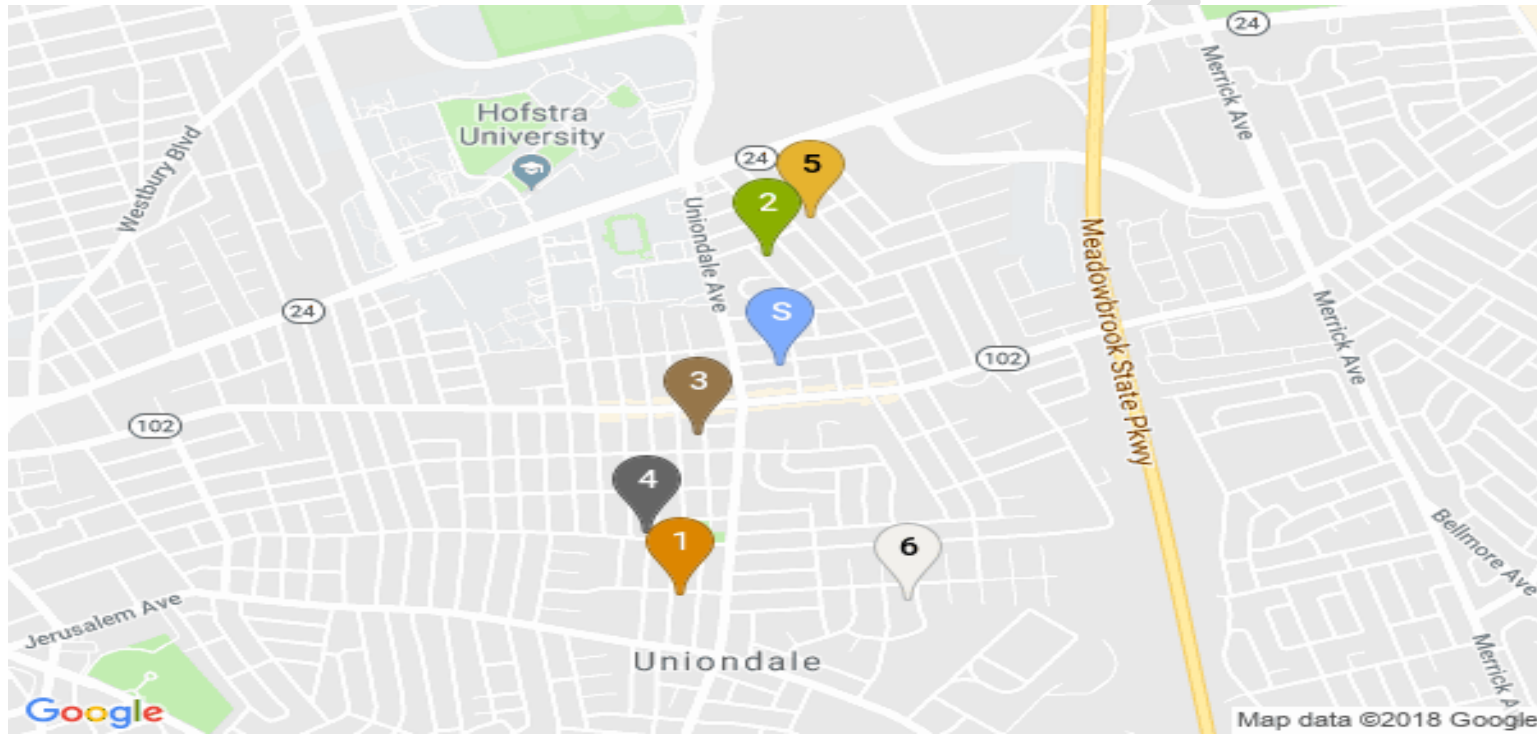 24
Merrick Ave
Hofstra
University
Westbury Blvd
24
5
2
Uniondale Ave
Meadowbrook State Pkwy
S
24
Merrick Ave
102
3
102
4
1
6
Bellmore Ave
Jerusalem Ave
Uniondale
Merrick A
Google
Map data ©2018 Google